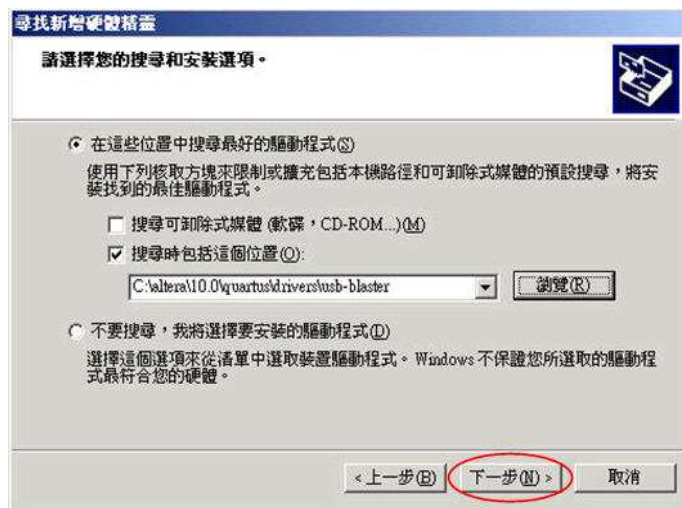 尋找新增硬體精靈
請選擇您的搜尋和安裝選項。
在這些位置中搜尋最好的驅動程式(S)
使用下列核取方塊來限制或擴充包括本機路徑和可卸除式媒體的預設搜尋，將安
裝找到的最佳驅動程式。
搜尋可卸除式媒體 (軟碟，CD-ROM...)(M)
搜尋時包括這個位置(O):
C:\altera\10.0\quartus\drivers\usb-blaster
瀏覽(R)
不要搜尋，我將選擇要安裝的驅動程式(D)
選擇這個選項來從清單中選取裝置驅動程式。Windows 不保證您所選取的驅動程
式最符合您的硬體。
<上一步(B) 下一步(N) > 取消